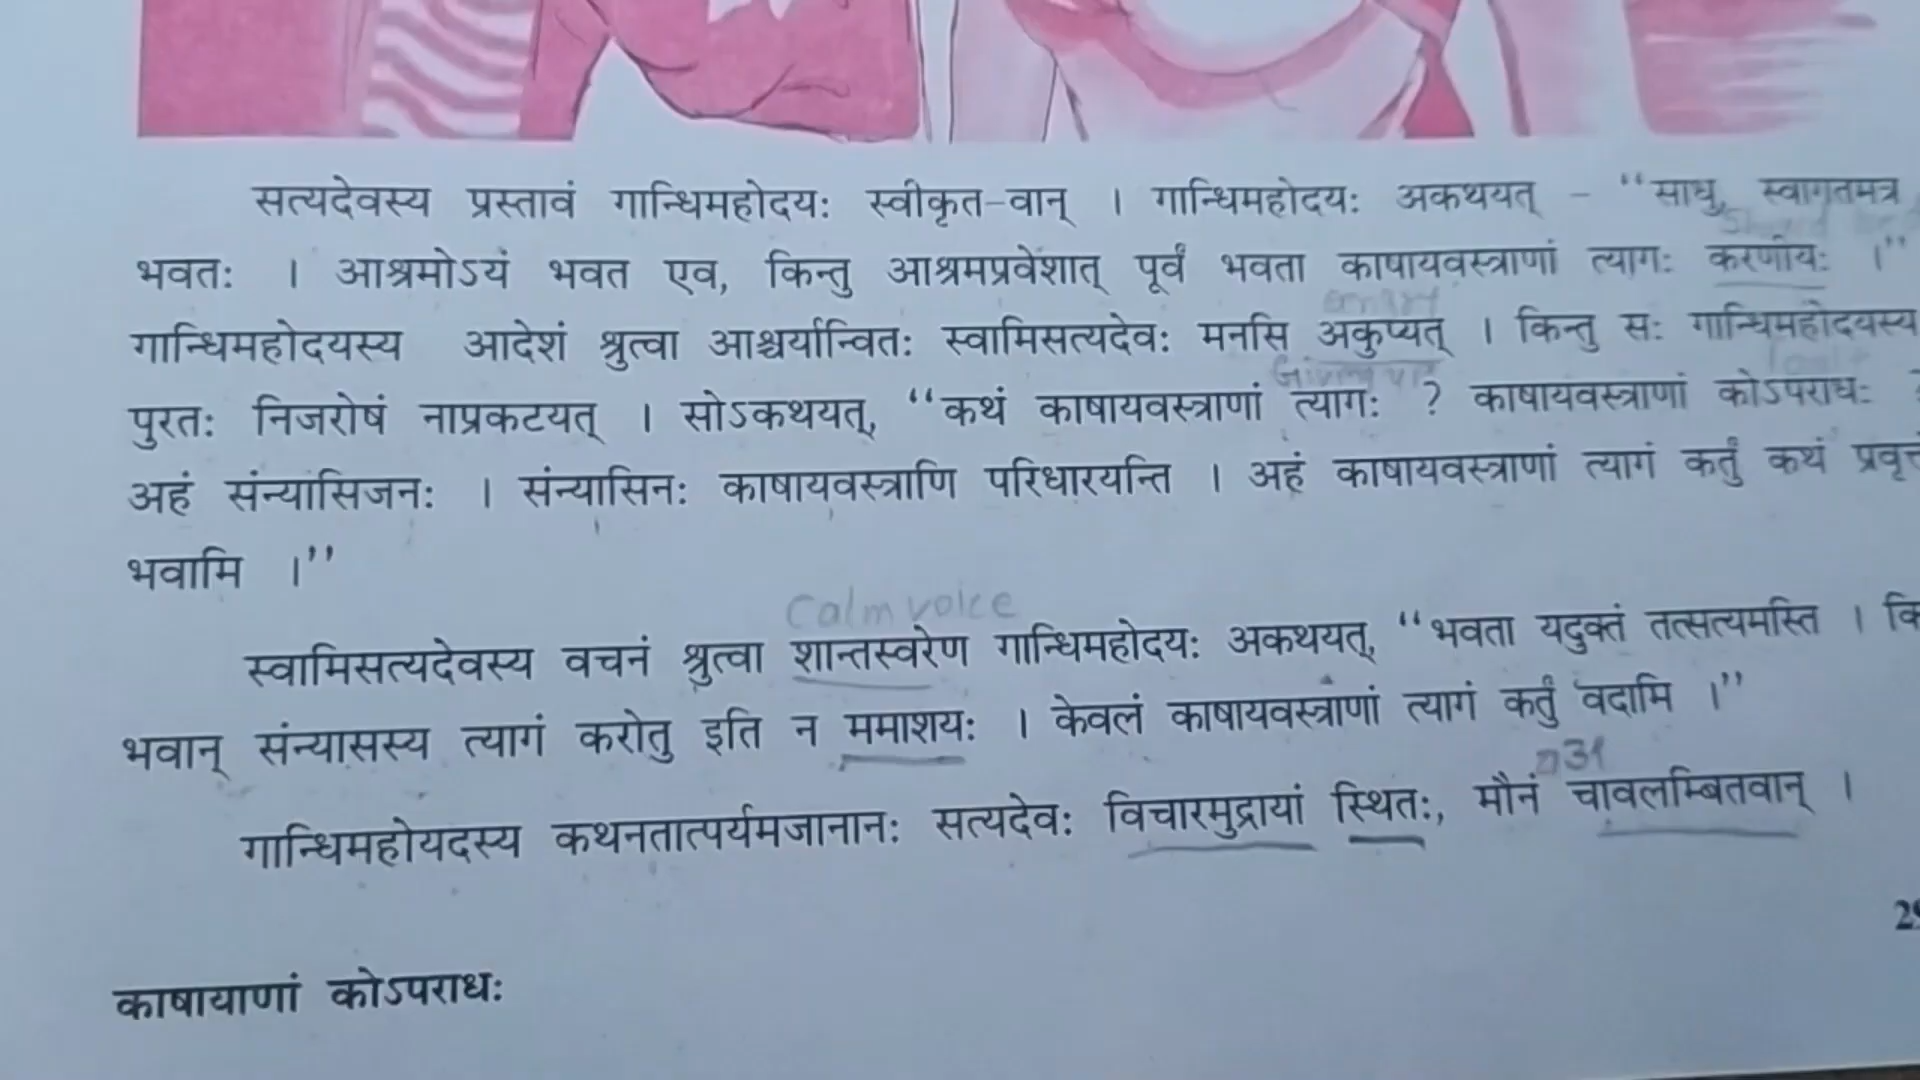 सत्यदेवस्य प्रस्तावं गान्धिमहोदयः स्वीकृत-वान् । गान्धिमहोदयः अकथयत् - “साधु, स्वागतमत्र
भवतः । आश्रमोऽयं भवत एव, किन्तु आश्रमप्रवेशात् पूर्वं भवता काषायवस्त्राणां त्यागः करणीयः ।”
गान्धिमहोदयस्य आदेशं श्रुत्वा आश्चर्यान्वितः स्वामिसत्यदेवः मनसि अकुप्यत् । किन्तु सः गान्धिमहोदयस्य
Giving up
पुरतः निजरोषं नाप्रकटयत् । सोऽकथयत्, “कथं काषायवस्त्राणां त्यागः ? काषायवस्त्राणां कोऽपराधः ?
अहं संन्यासिजनः । संन्यासिनः काषायवस्त्राणि परिधारयन्ति । अहं काषायवस्त्राणां त्यागं कर्तुं कथं
भवामि ।”
Calm voice
स्वामिसत्यदेवस्य वचनं श्रुत्वा शान्तस्वरेण गान्धिमहोदयः अकथयत्, “भवता यदुक्तं तत्सत्यमस्ति ।
भवान् संन्यासस्य त्यागं करोतु इति न ममाशयः । केवलं काषायवस्त्राणां त्यागं कर्तुं वदामि ।”
गान्धिमहोयदस्य कथनतात्पर्यमजानानः सत्यदेवः विचारमुद्रायां स्थितः, मौनं चावलम्बितवान् ।
काषायाणां कोऽपराधः